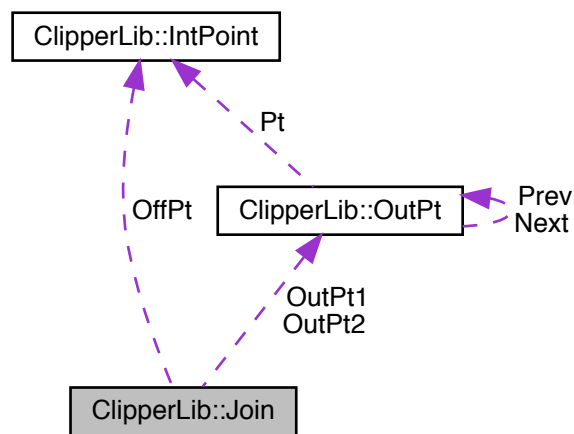 ClipperLib::IntPoint
Pt
OffPt
ClipperLib::OutPt
Prev
Next
OutPt1
OutPt2
ClipperLib::Join